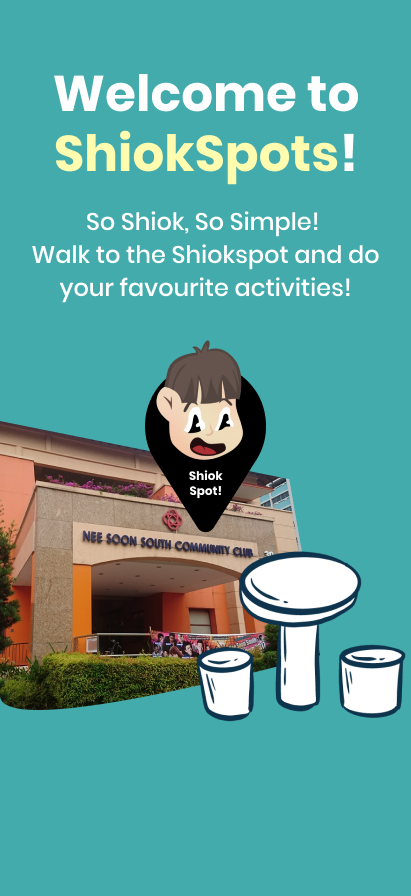 Welcome to
ShiokSpots!
So Shiok, So Simple!
Walk to the Shiokspot and do
your favourite activities!
Shiok
Spot!
NEE SOON SOUTH COMMUNITY CLUB